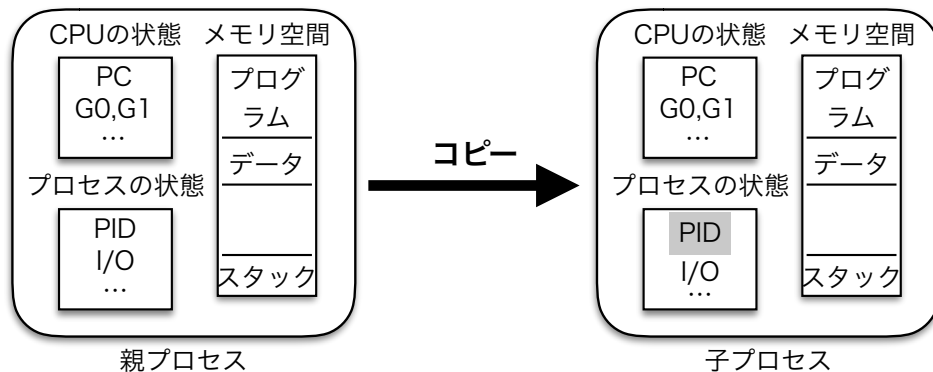 CPUの状態
メモリ空間
PC
G0,G1
…
プログ
ラム
データ
スタック
プロセスの状態
PID
I/O
…
親プロセス
コピー
CPUの状態
メモリ空間
PC
G0,G1
…
プログ
ラム
データ
スタック
プロセスの状態
PID
I/O
…
子プロセス